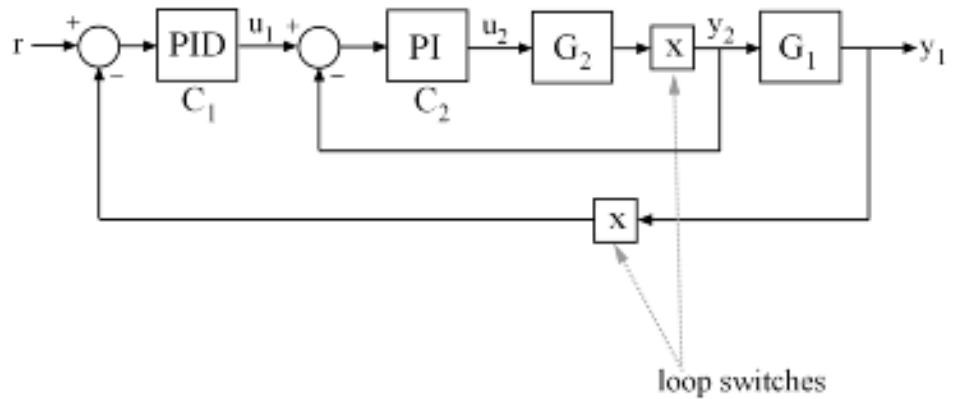 r + − PID u₁ + − PI u₂ G₂ x y₂ G₁ y₁
C₁ C₂
x
loop switches